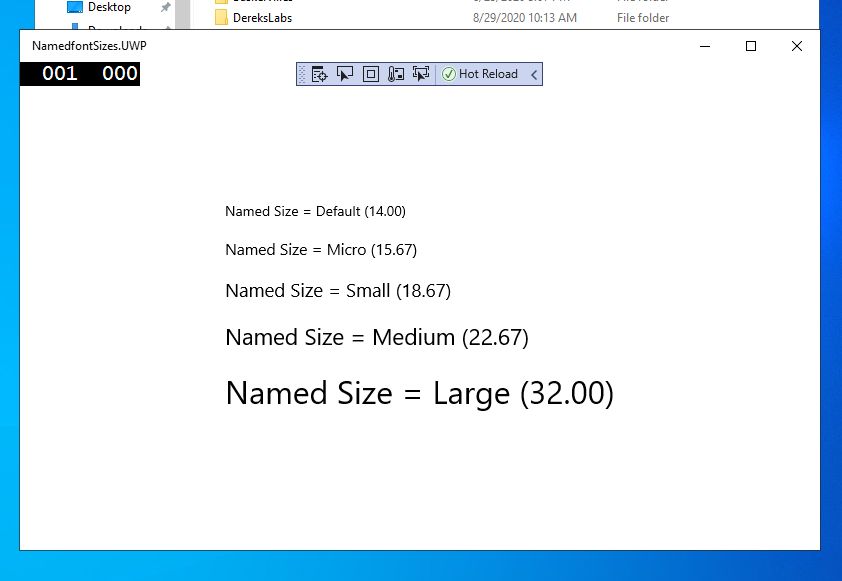 Desktop
DereksLabs 8/29/2020 10:13 AM File folder
NamedfontSizes.UWP
001 000
Hot Reload
Named Size = Default (14.00)
Named Size = Micro (15.67)
Named Size = Small (18.67)
Named Size = Medium (22.67)
Named Size = Large (32.00)